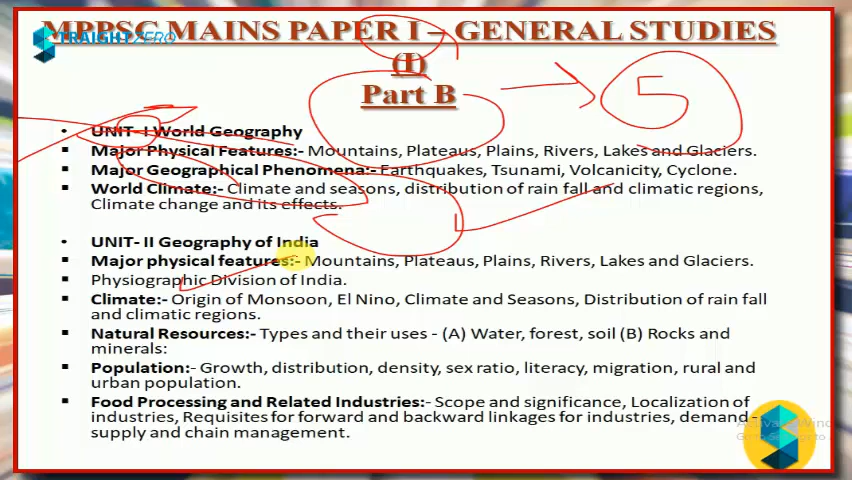 MPPSC MAINS PAPER I – GENERAL STUDIES
STRAIGHTZERO
(I)
Part B
5
• UNIT- I World Geography
▪ Major Physical Features:- Mountains, Plateaus, Plains, Rivers, Lakes and Glaciers.
▪ Major Geographical Phenomena:- Earthquakes, Tsunami, Volcanicity, Cyclone.
▪ World Climate:- Climate and seasons, distribution of rain fall and climatic regions,
Climate change and its effects.
• UNIT- II Geography of India
▪ Major physical features:- Mountains, Plateaus, Plains, Rivers, Lakes and Glaciers.
▪ Physiographic Division of India.
▪ Climate:- Origin of Monsoon, El Nino, Climate and Seasons, Distribution of rain fall
and climatic regions.
▪ Natural Resources:- Types and their uses - (A) Water, forest, soil (B) Rocks and
minerals:
▪ Population:- Growth, distribution, density, sex ratio, literacy, migration, rural and
urban population.
▪ Food Processing and Related Industries:- Scope and significance, Localization of
industries, Requisites for forward and backward linkages for industries, demand -
supply and chain management.